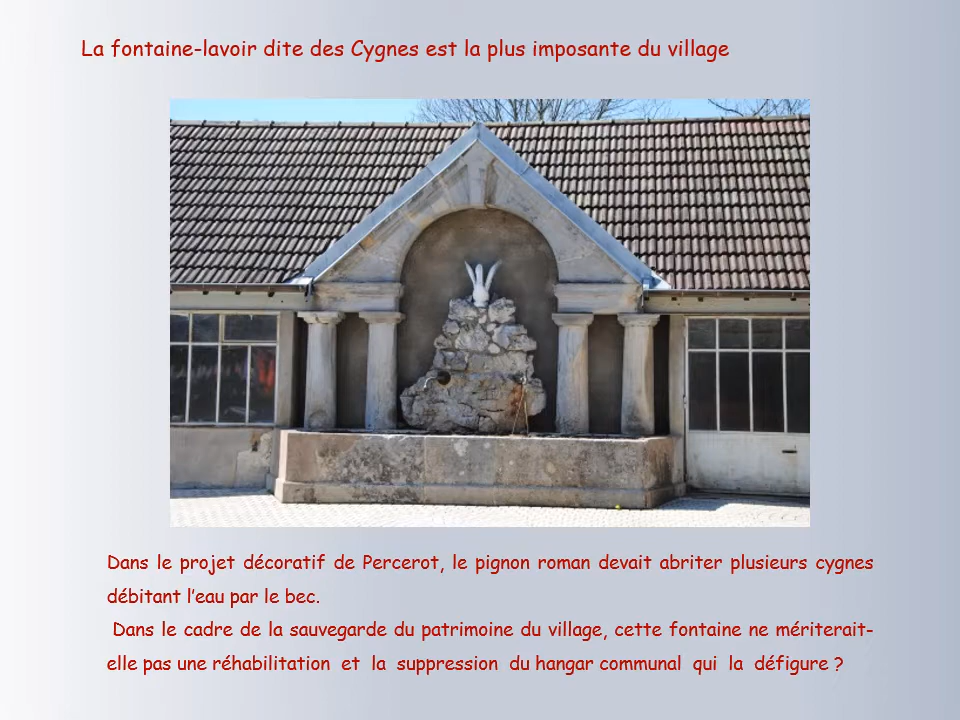 La fontaine-lavoir dite des Cygnes est la plus imposante du village
Dans le projet décoratif de Percerot, le pignon roman devait abriter plusieurs cygnes
débitant l’eau par le bec.
Dans le cadre de la sauvegarde du patrimoine du village, cette fontaine ne mériterait-
elle pas une réhabilitation et la suppression du hangar communal qui la défigure ?